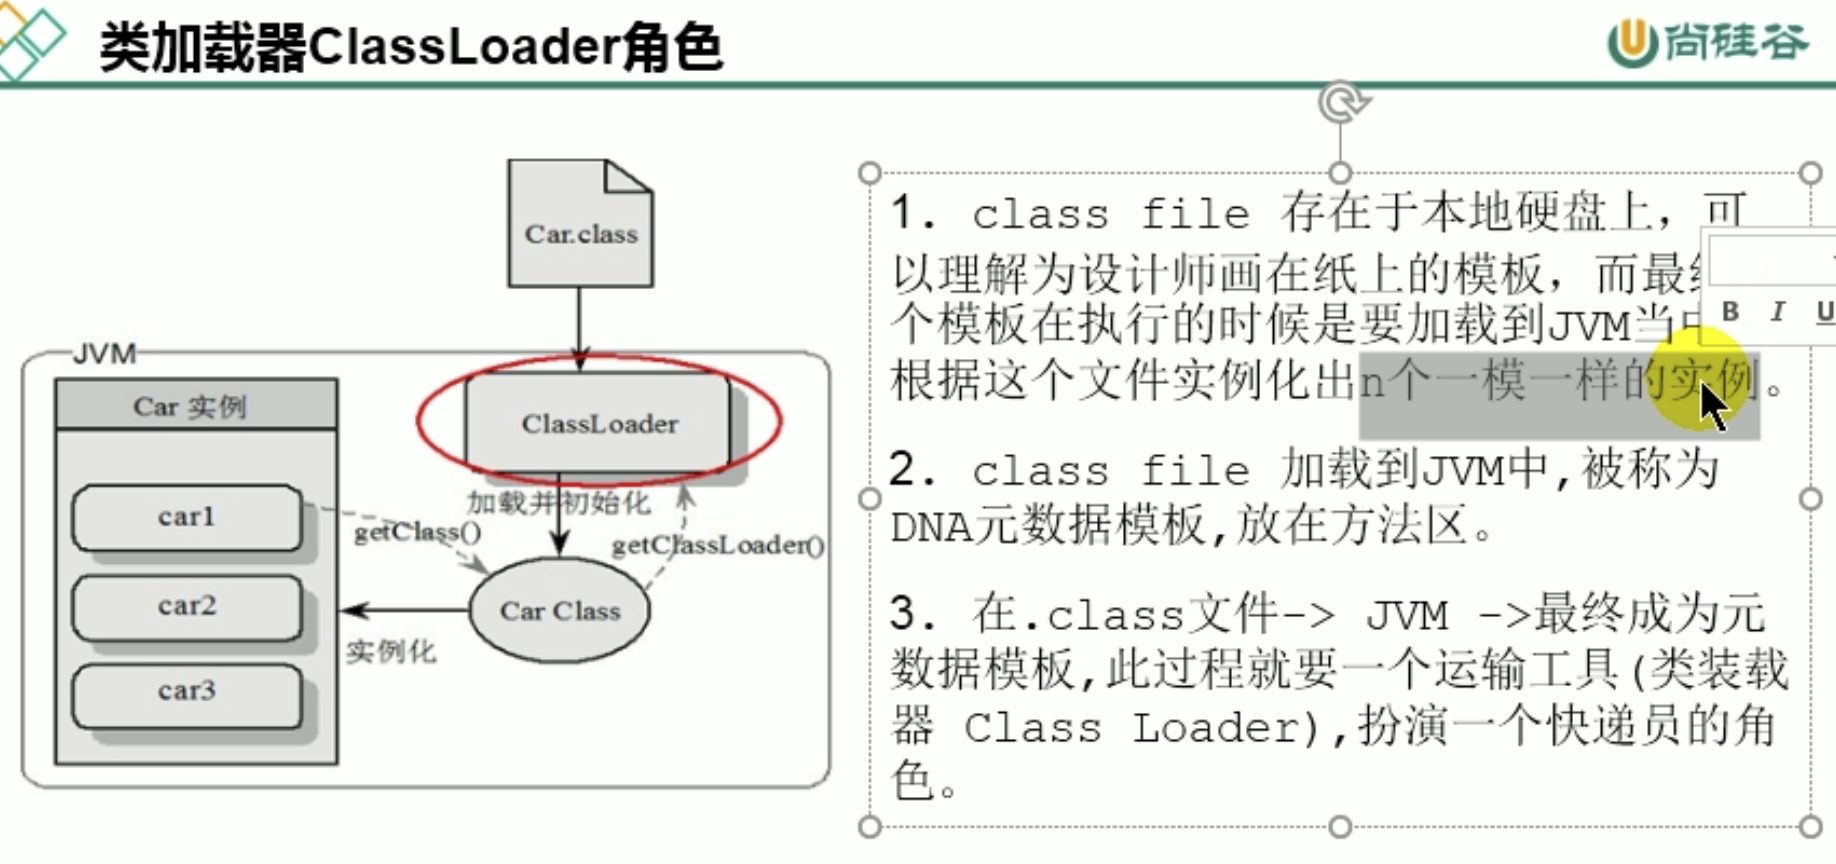 类加载器ClassLoader角色
尚硅谷
Car.class
JVM
Car 实例
ClassLoader
加载并初始化
car1
getClass()
getClassLoader()
car2
Car Class
实例化
car3
1. class file 存在于本地硬盘上，可
以理解为设计师画在纸上的模板，而最
个模板在执行的时候是要加载到JVM当
根据这个文件实例化出n个一模一样的实例。
2. class file 加载到JVM中,被称为
DNA元数据模板,放在方法区。
3. 在.class文件-> JVM ->最终成为元
数据模板,此过程就要一个运输工具(类装载
器 Class Loader),扮演一个快递员的角
色。
B I U